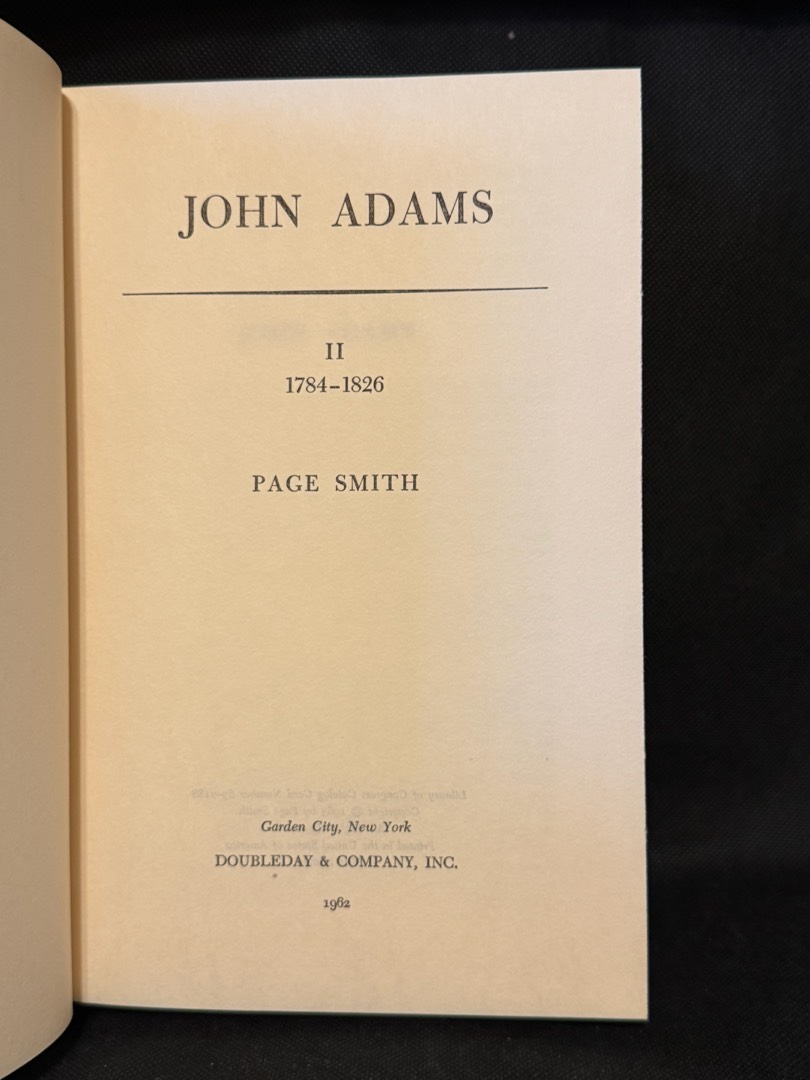 JOHN ADAMS
II
1784–1826
PAGE SMITH
Garden City, New York
DOUBLEDAY & COMPANY, INC.
1962